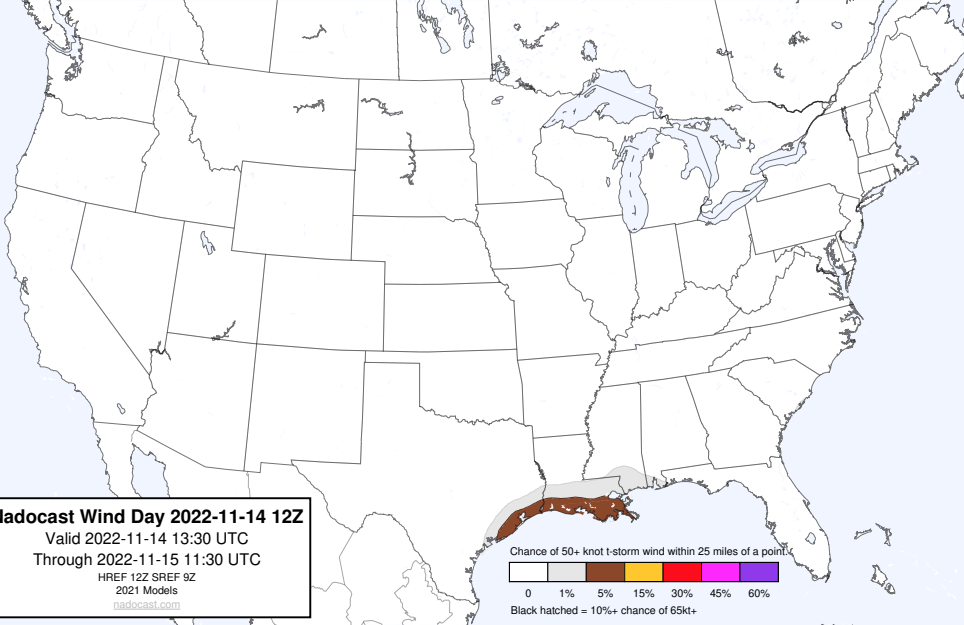 Nadocast Wind Day 2022-11-14 12Z
Valid 2022-11-14 13:30 UTC
Through 2022-11-15 11:30 UTC
HREF 12Z SREF 9Z
2021 Models
nadocast.com
Chance of 50+ knot t-storm wind within 25 miles of a point.
0 1% 5% 15% 30% 45% 60%
Black hatched = 10%+ chance of 65kt+